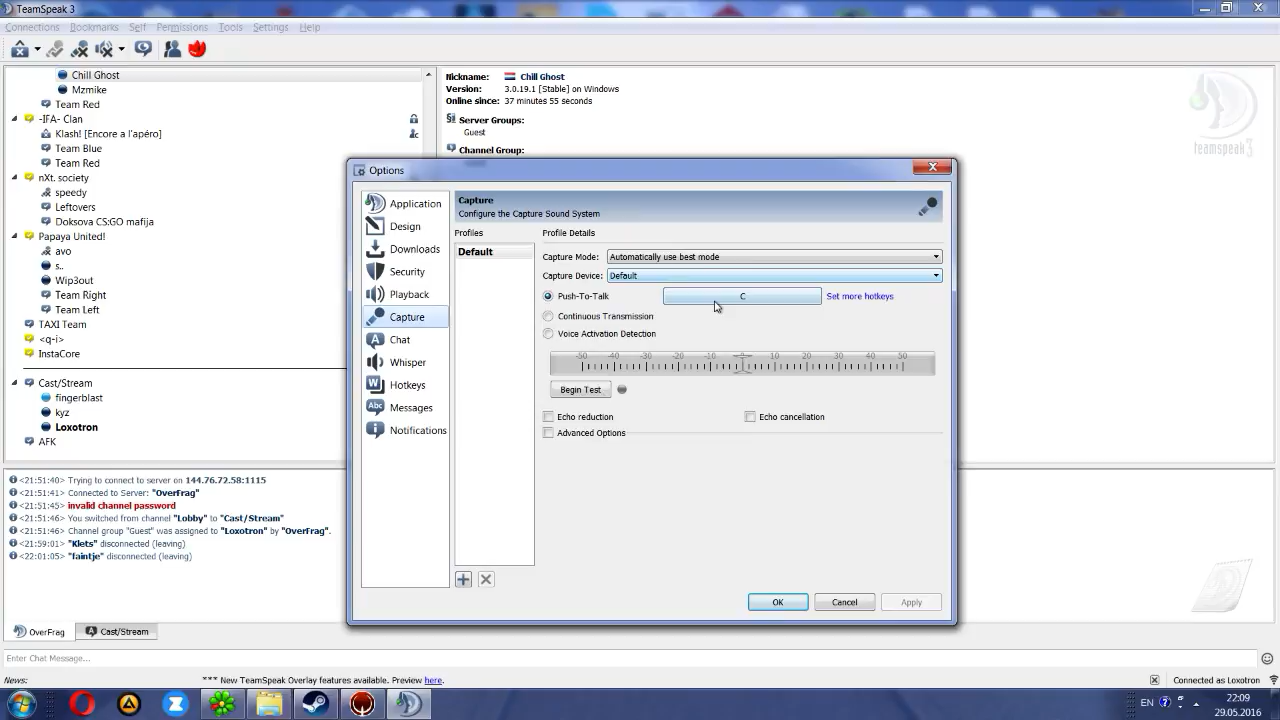 TeamSpeak 3
Connections Bookmarks Self Permissions Tools Settings Help
Chill Ghost
Mzmike
Team Red
-IFA- Clan
Klash! [Encore a l'apéro]
Team Blue
Team Red
nXt. society
speedy
Leftovers
Doksova CS:GO mafija
Papaya United!
avo
s..
Wip3out
Team Right
Team Left
TAXI Team
<q-i>
InstaCore
Cast/Stream
fingerblast
kyz
Loxotron
AFK
Nickname: Chill Ghost
Version: 3.0.19.1 [Stable] on Windows
Online since: 37 minutes 55 seconds
Server Groups:
Guest
Channel Group:
teamspeak3
Options
Application
Design
Downloads
Security
Playback
Capture
Chat
Whisper
Hotkeys
Messages
Notifications
Capture
Configure the Capture Sound System
Profiles
Default
Profile Details
Capture Mode: Automatically use best mode
Capture Device: Default
Push-To-Talk C Set more hotkeys
Continuous Transmission
Voice Activation Detection
-50 -40 -30 -20 -10 10 20 30 40 50
Begin Test
Echo reduction Echo cancellation
Advanced Options
OK Cancel Apply
<21:51:40> Trying to connect to server on 144.76.72.58:1115
<21:51:41> Connected to Server: "OverFrag"
<21:51:45> invalid channel password
<21:51:46> You switched from channel "Lobby" to "Cast/Stream"
<21:51:46> Channel group "Guest" was assigned to "Loxotron" by "OverFrag".
<21:59:01> "Klets" disconnected (leaving)
<22:01:05> "faintje" disconnected (leaving)
OverFrag Cast/Stream
Enter Chat Message...
News: *** New TeamSpeak Overlay features available. Preview here. Connected as Loxotron
EN 22:09
29.05.2016